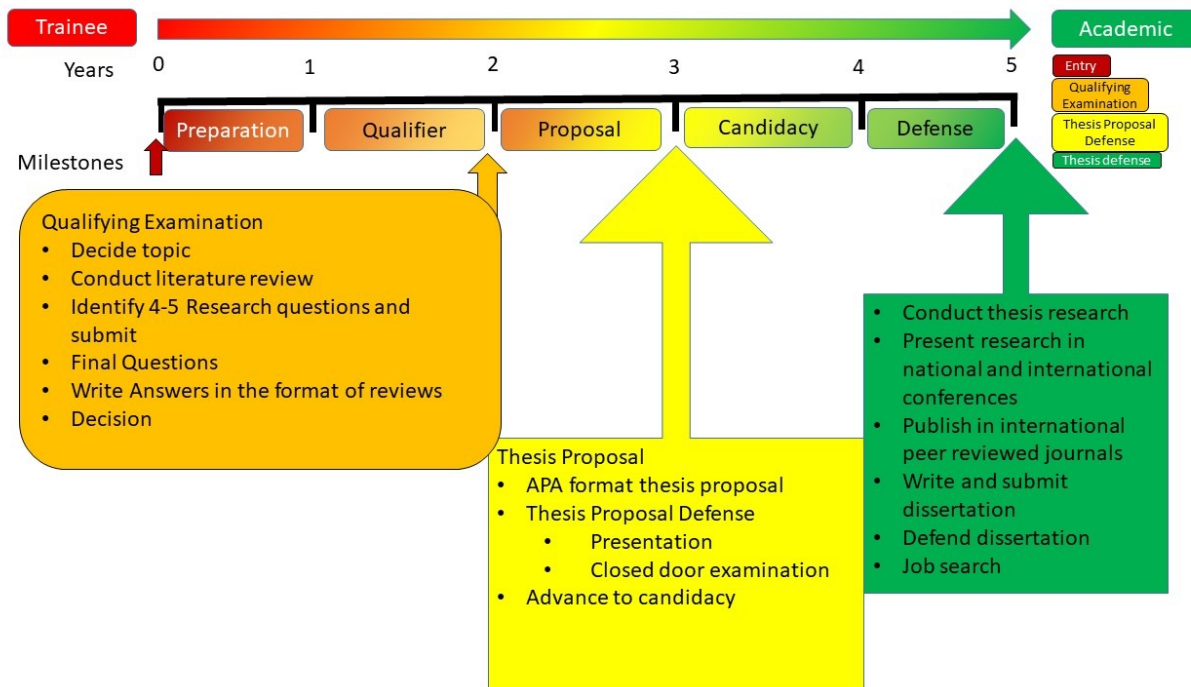 Trainee
Academic
Years
0
1
2
3
4
5
Entry
Qualifying
Examination
Thesis Proposal
Defense
Thesis defense
Preparation
Qualifier
Proposal
Candidacy
Defense
Milestones
Qualifying Examination
• Decide topic
• Conduct literature review
• Identify 4-5 Research questions and
submit
• Final Questions
• Write Answers in the format of reviews
• Decision
Thesis Proposal
• APA format thesis proposal
• Thesis Proposal Defense
• Presentation
• Closed door examination
• Advance to candidacy
• Conduct thesis research
• Present research in
national and international
conferences
• Publish in international
peer reviewed journals
• Write and submit
dissertation
• Defend dissertation
• Job search